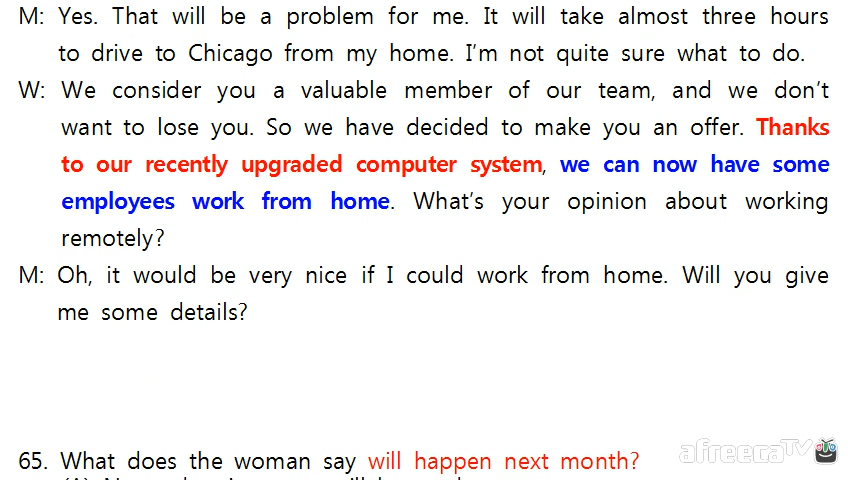 M: Yes. That will be a problem for me. It will take almost three hours
to drive to Chicago from my home. I'm not quite sure what to do.
W: We consider you a valuable member of our team, and we don't
want to lose you. So we have decided to make you an offer. Thanks
to our recently upgraded computer system, we can now have some
employees work from home. What's your opinion about working
remotely?
M: Oh, it would be very nice if I could work from home. Will you give
me some details?
afreecaTV
65. What does the woman say will happen next month?